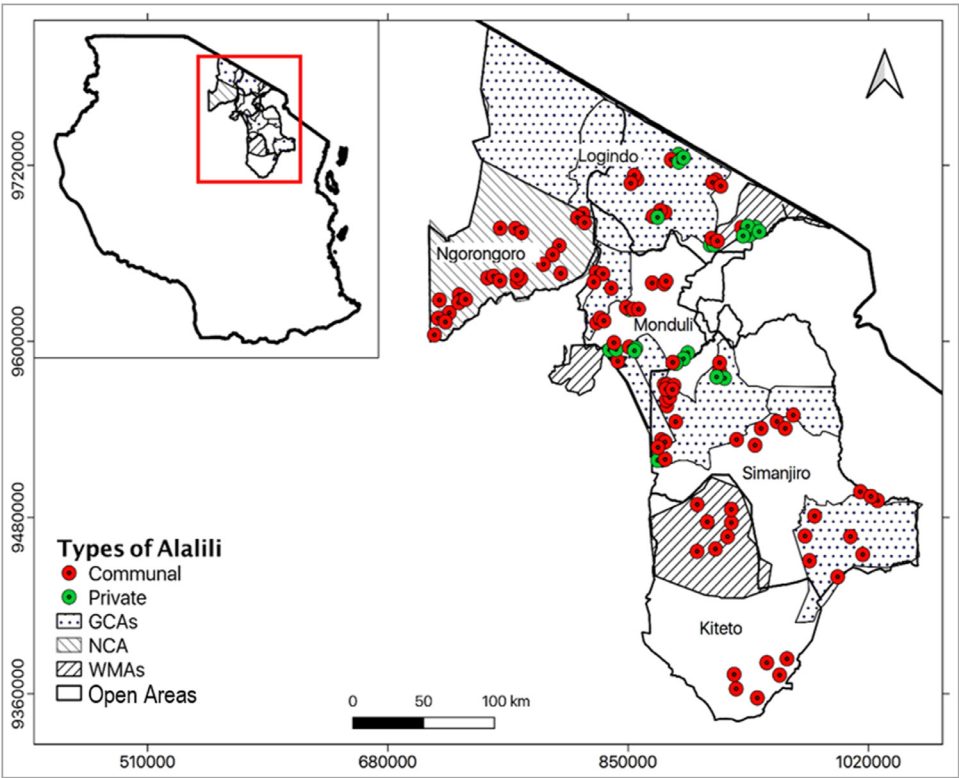 9720000
9600000
9480000
9360000
Logindo
Ngorongoro
Monduli
Simanjiro
Kiteto
Types of Alalili
Communal
Private
GCAs
NCA
WMAs
Open Areas
0 50 100 km
510000 680000 850000 1020000